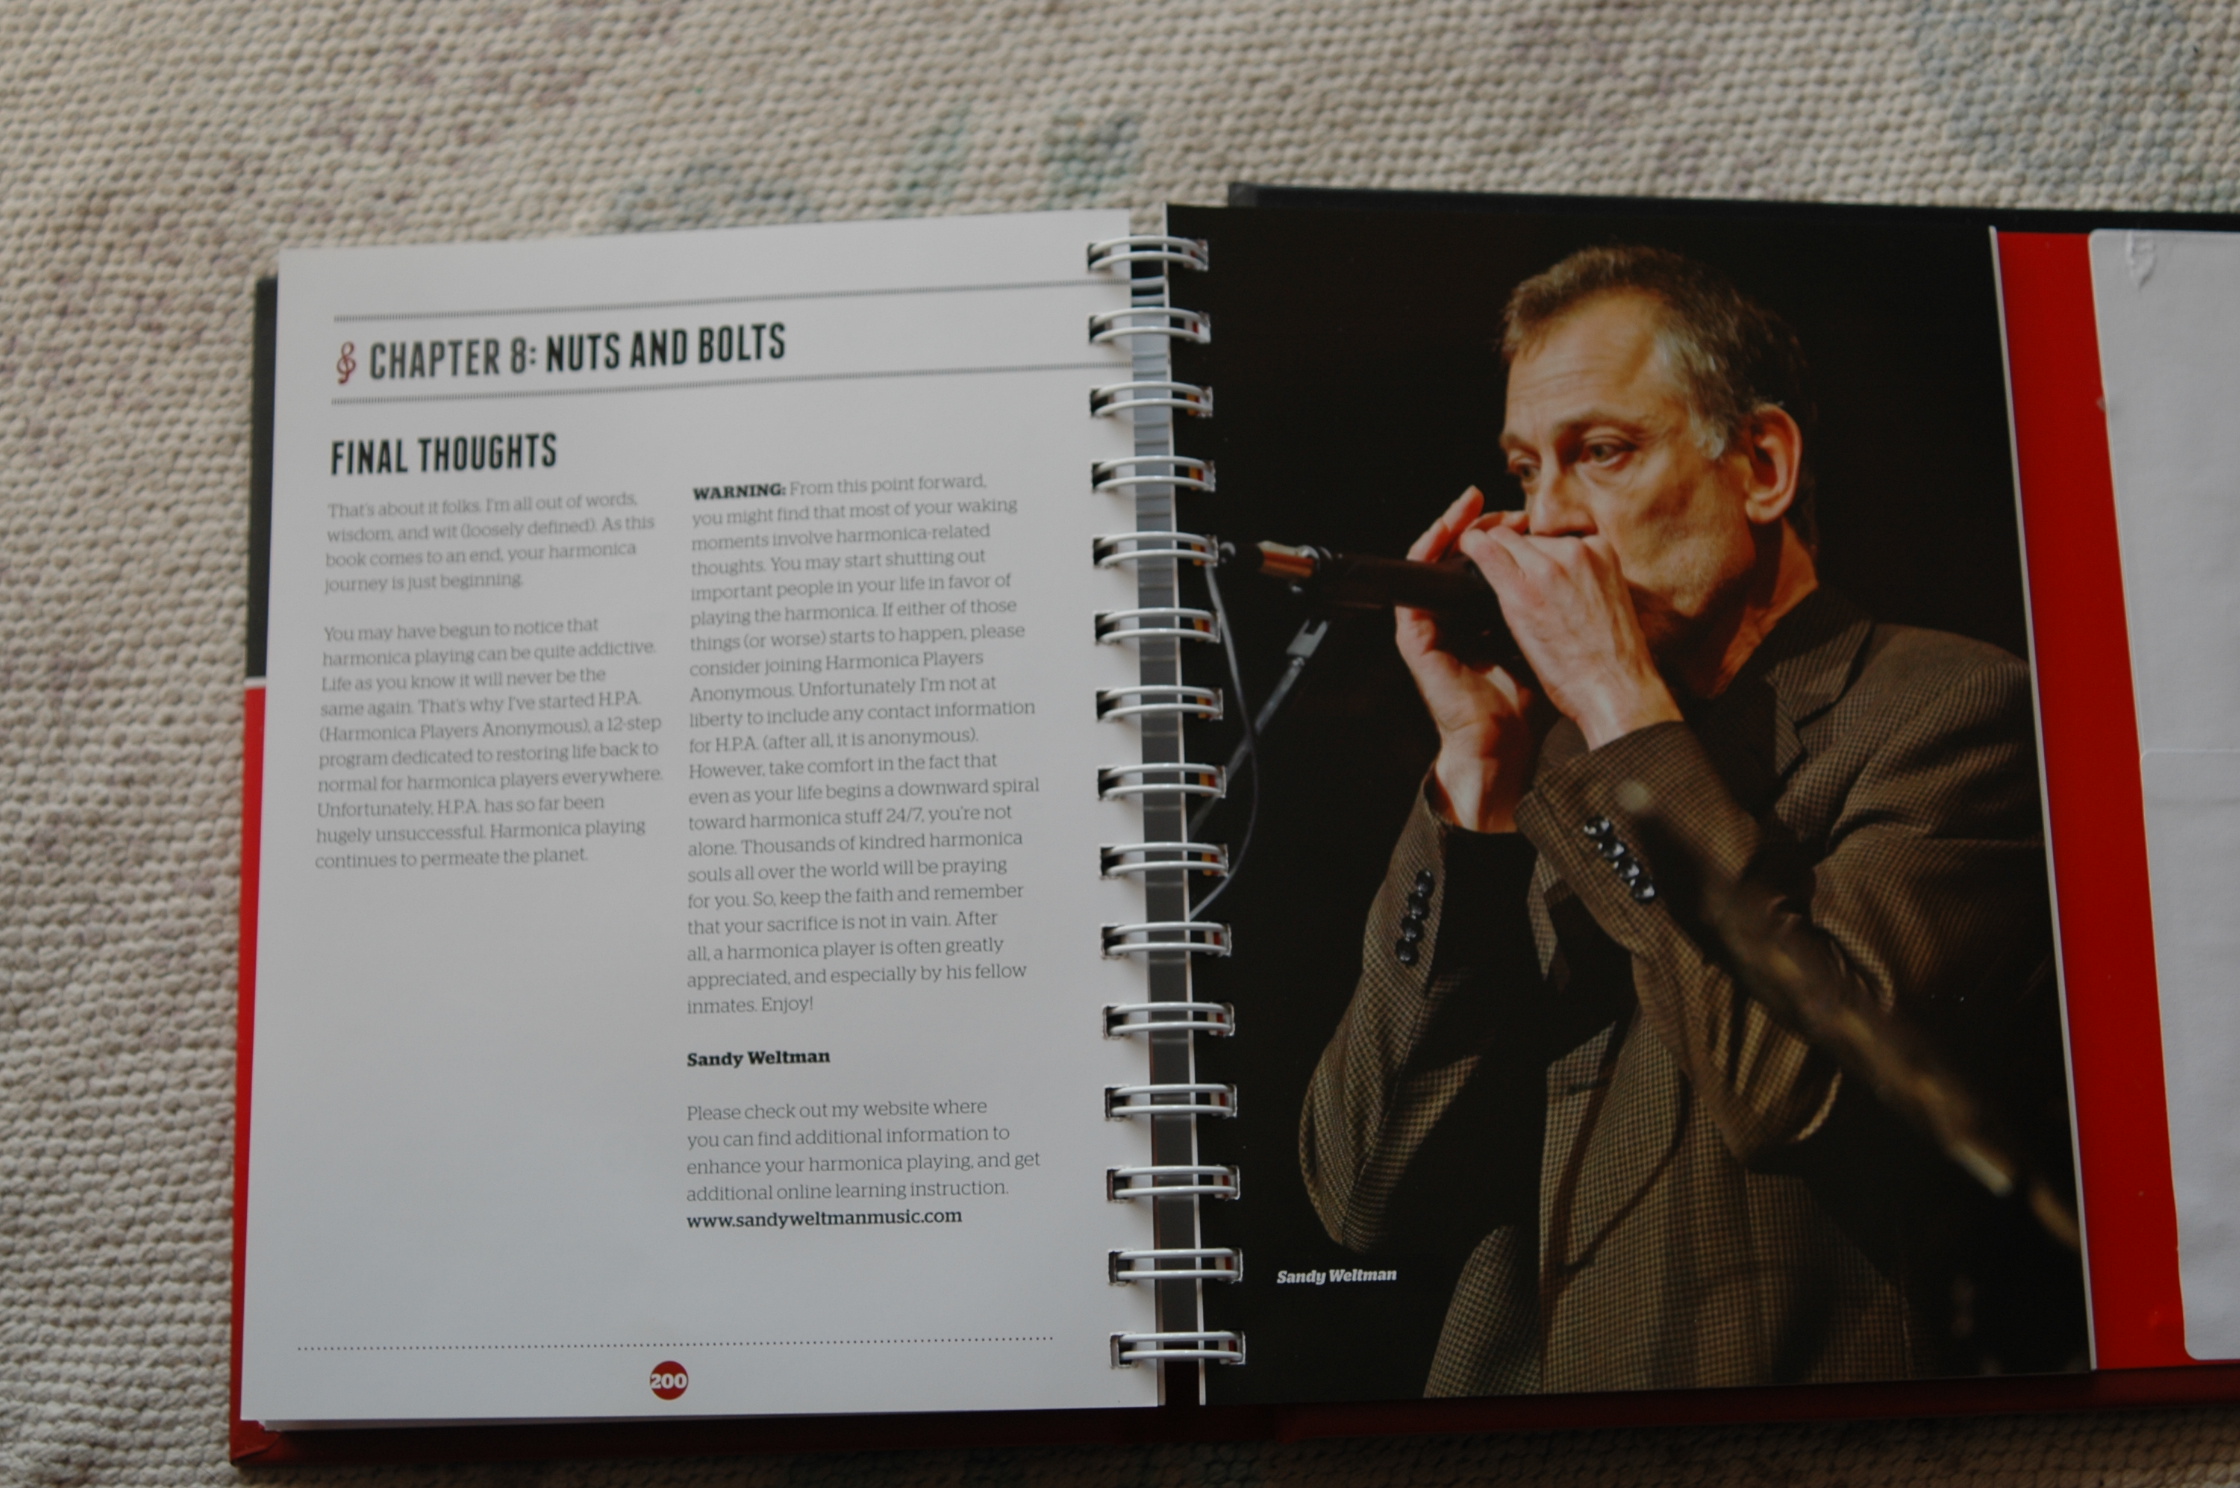 CHAPTER 8: NUTS AND BOLTS
FINAL THOUGHTS
That's about it folks. I'm all out of words,
wisdom, and wit (loosely defined). As this
book comes to an end, your harmonica
journey is just beginning.
You may have begun to notice that
harmonica playing can be quite addictive.
Life as you know it will never be the
same again. That's why I've started H.P.A.
(Harmonica Players Anonymous), a 12-step
program dedicated to restoring life back to
normal for harmonica players everywhere.
Unfortunately, H.P.A. has so far been
hugely unsuccessful. Harmonica playing
continues to permeate the planet.
WARNING: From this point forward,
you might find that most of your waking
moments involve harmonica-related
thoughts. You may start shutting out
important people in your life in favor of
playing the harmonica. If either of those
things (or worse) starts to happen, please
consider joining Harmonica Players
Anonymous. Unfortunately I'm not at
liberty to include any contact information
for H.P.A. (after all, it is anonymous).
However, take comfort in the fact that
even as your life begins a downward spiral
toward harmonica stuff 24/7, you're not
alone. Thousands of kindred harmonica
souls all over the world will be praying
for you. So, keep the faith and remember
that your sacrifice is not in vain. After
all, a harmonica player is often greatly
appreciated, and especially by his fellow
inmates. Enjoy!
Sandy Weltman
Please check out my website where
you can find additional information to
enhance your harmonica playing, and get
additional online learning instruction.
www.sandyweltmanmusic.com
200
Sandy Weltman